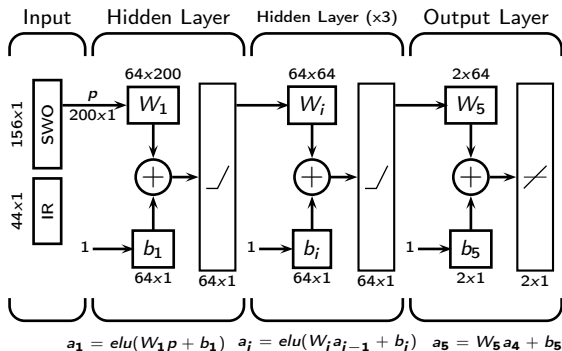 Input
Hidden Layer
Hidden Layer (x3)
Output Layer
156x1
SWO
44x1
IR
p
200x1
64x200
W₁
+
1
b₁
64x1
64x1
64x64
Wᵢ
+
1
bᵢ
64x1
64x1
2x64
W₅
+
1
b₅
2x1
2x1
a₁ = elu(W₁p + b₁)
aᵢ = elu(Wᵢaᵢ₋₁ + bᵢ)
a₅ = W₅a₄ + b₅